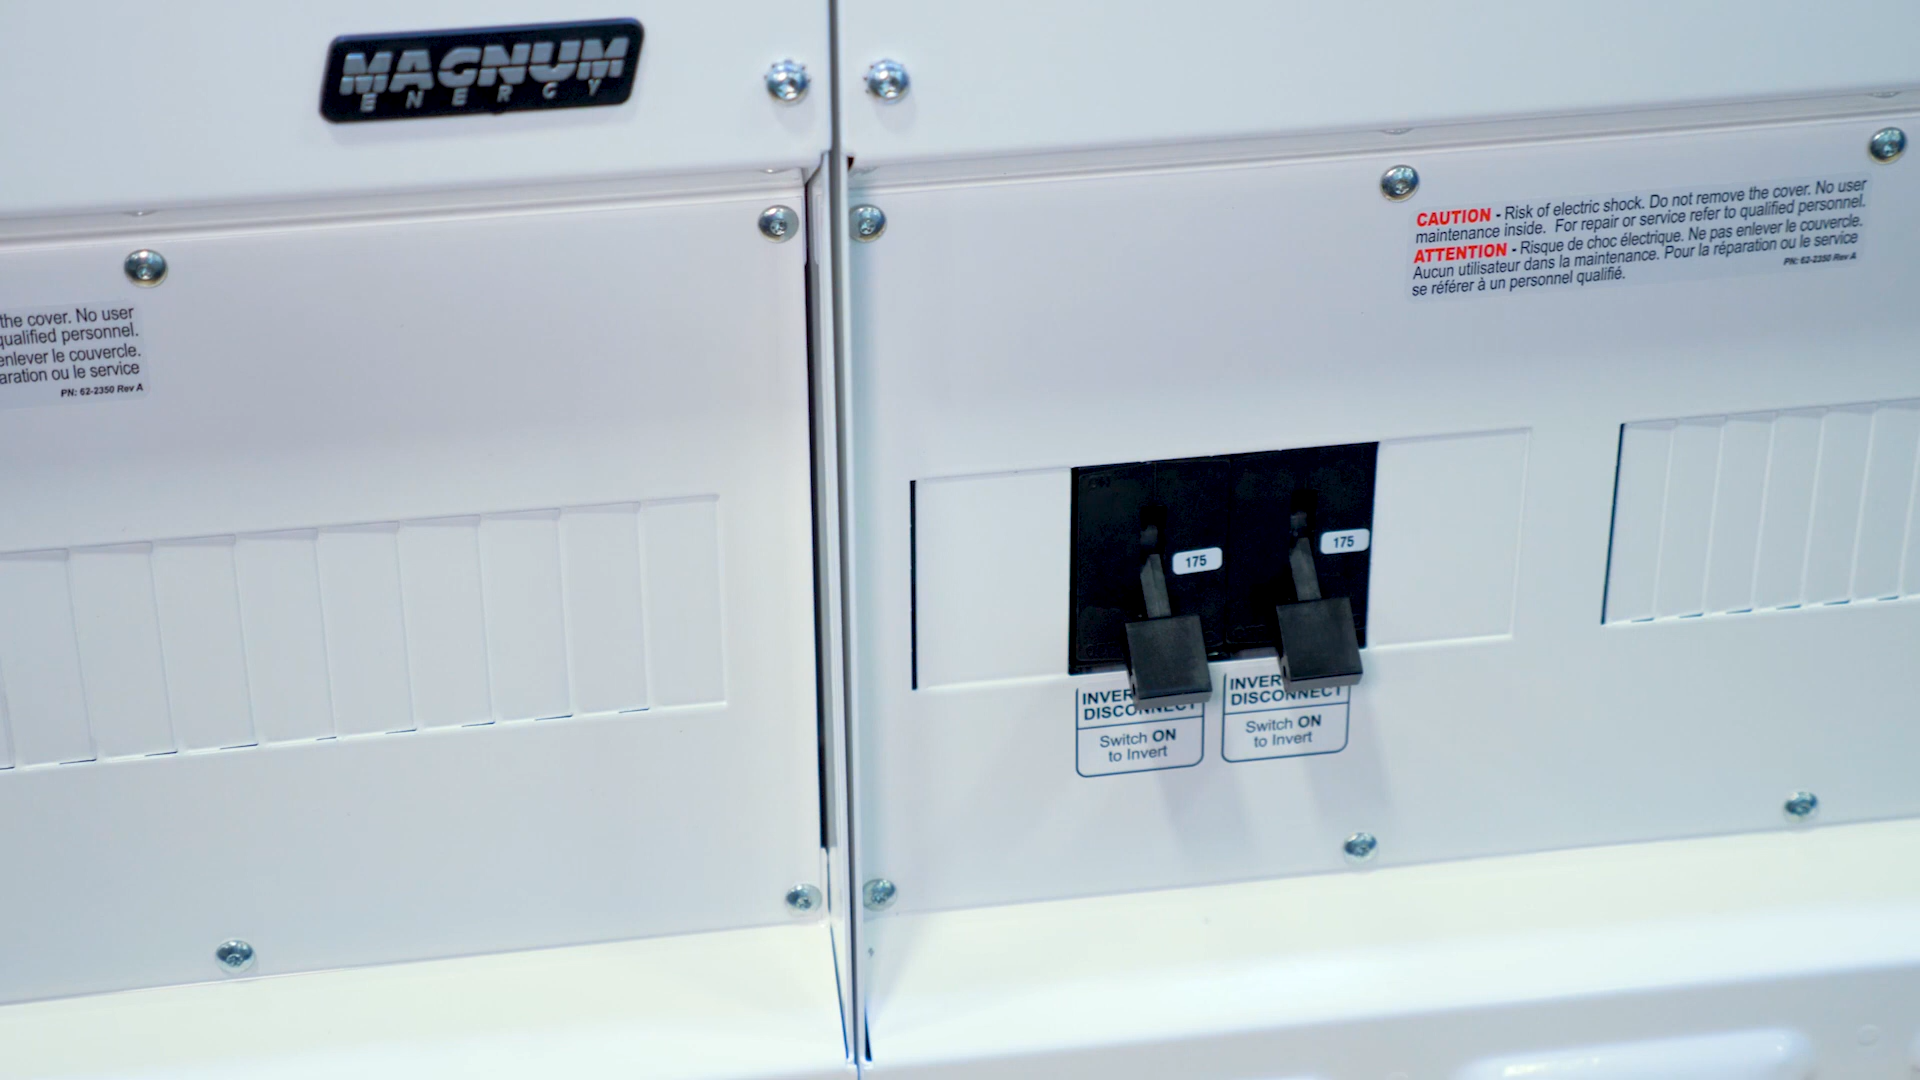 MAGNUM
ENERGY
the cover. No user
qualified personnel.
enlever le couvercle.
aration ou le service
PN: 62-2350 Rev A
CAUTION - Risk of electric shock. Do not remove the cover. No user
maintenance inside. For repair or service refer to qualified personnel.
ATTENTION - Risque de choc électrique. Ne pas enlever le couvercle.
Aucun utilisateur dans la maintenance. Pour la réparation ou le service
se référer à un personnel qualifié.
PN: 62-2350 Rev A
175
175
INVER
DISCONNECT
Switch ON
to Invert
INVER
DISCONNECT
Switch ON
to Invert